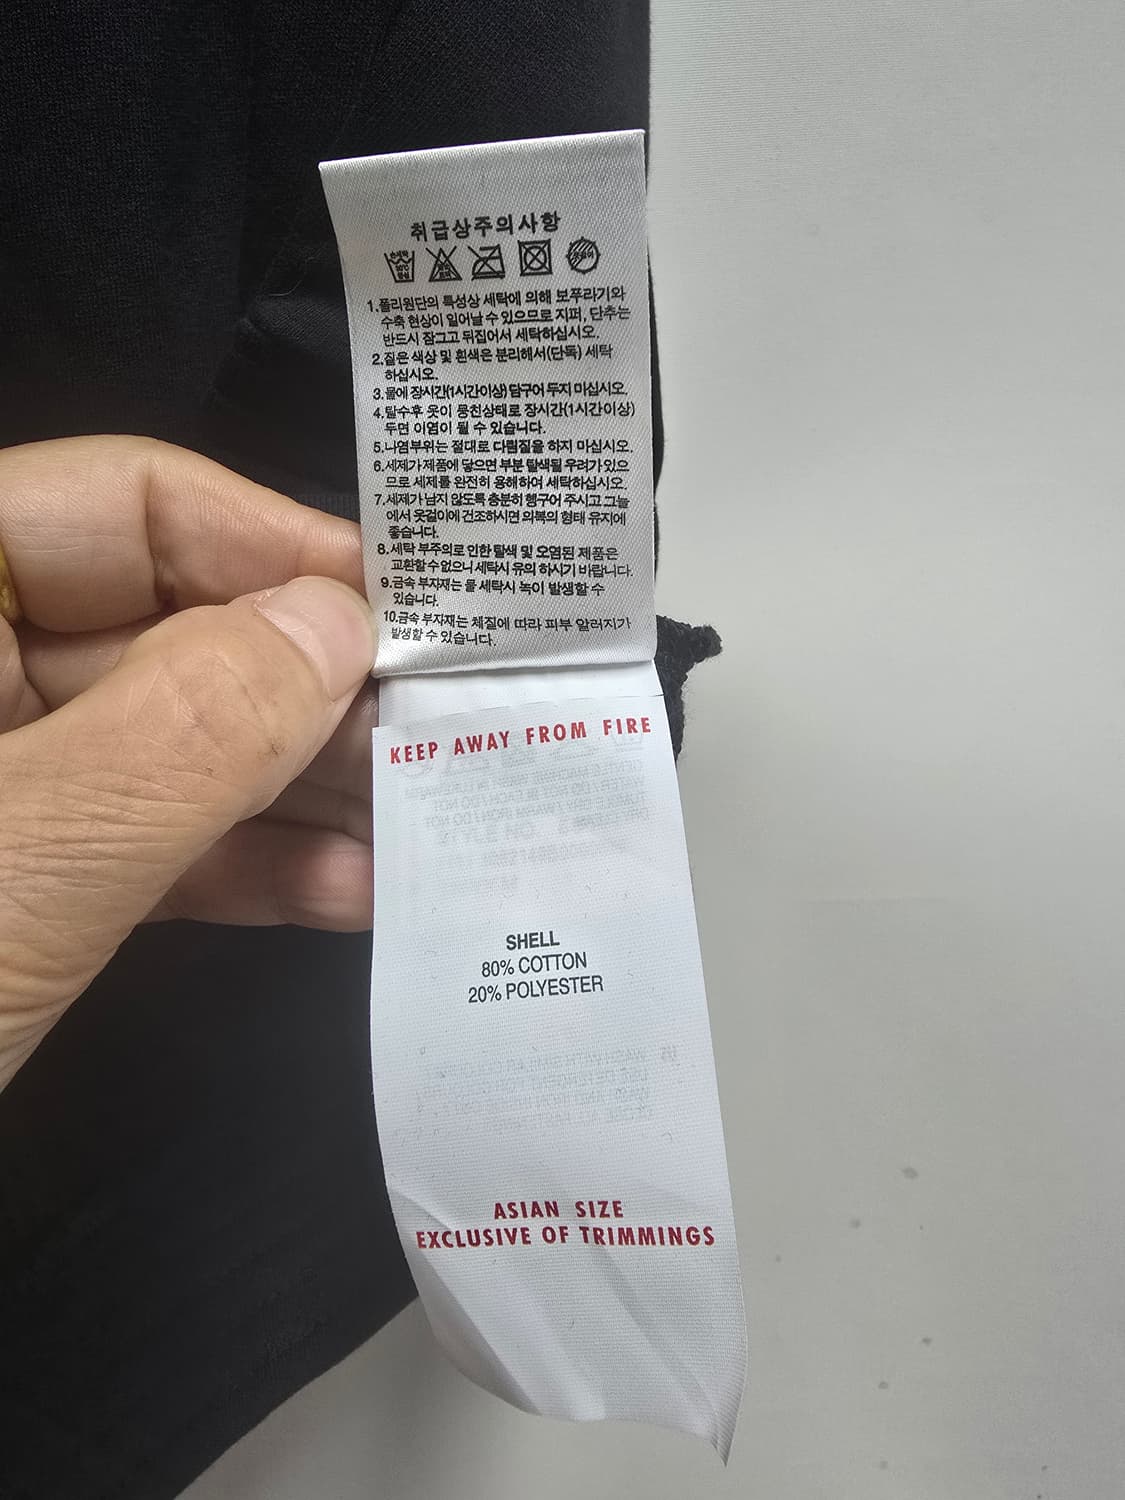 취급상주의사항
손세탁
30℃
중성
1.폴리원단의 특성상 세탁에 의해 보푸라기와
수축 현상이 일어날 수 있으므로 지퍼, 단추는
반드시 잠그고 뒤집어서 세탁하십시오.
2.짙은 색상 및 흰색은 분리해서(단독) 세탁
하십시오.
3.물에 장시간(1시간이상) 담구어 두지 마십시오.
4.탈수후 옷이 뭉친상태로 장시간(1시간이상)
두면 이염이 될 수 있습니다.
5.나염부위는 절대로 다림질을 하지 마십시오.
6.세제가 제품에 닿으면 부분 탈색될 우려가 있으
므로 세제를 완전히 용해하여 세탁하십시오.
7.세제가 남지 않도록 충분히 헹구어 주시고 그늘
에서 옷걸이에 건조하시면 의복의 형태 유지에
좋습니다.
8.세탁 부주의로 인한 탈색 및 오염된 제품은
교환할 수 없으니 세탁시 유의 하시기 바랍니다.
9.금속 부자재는 물 세탁시 녹이 발생할 수
있습니다.
10.금속 부자재는 체질에 따라 피부 알러지가
발생할 수 있습니다.
KEEP AWAY FROM FIRE
SHELL
80% COTTON
20% POLYESTER
ASIAN SIZE
EXCLUSIVE OF TRIMMINGS